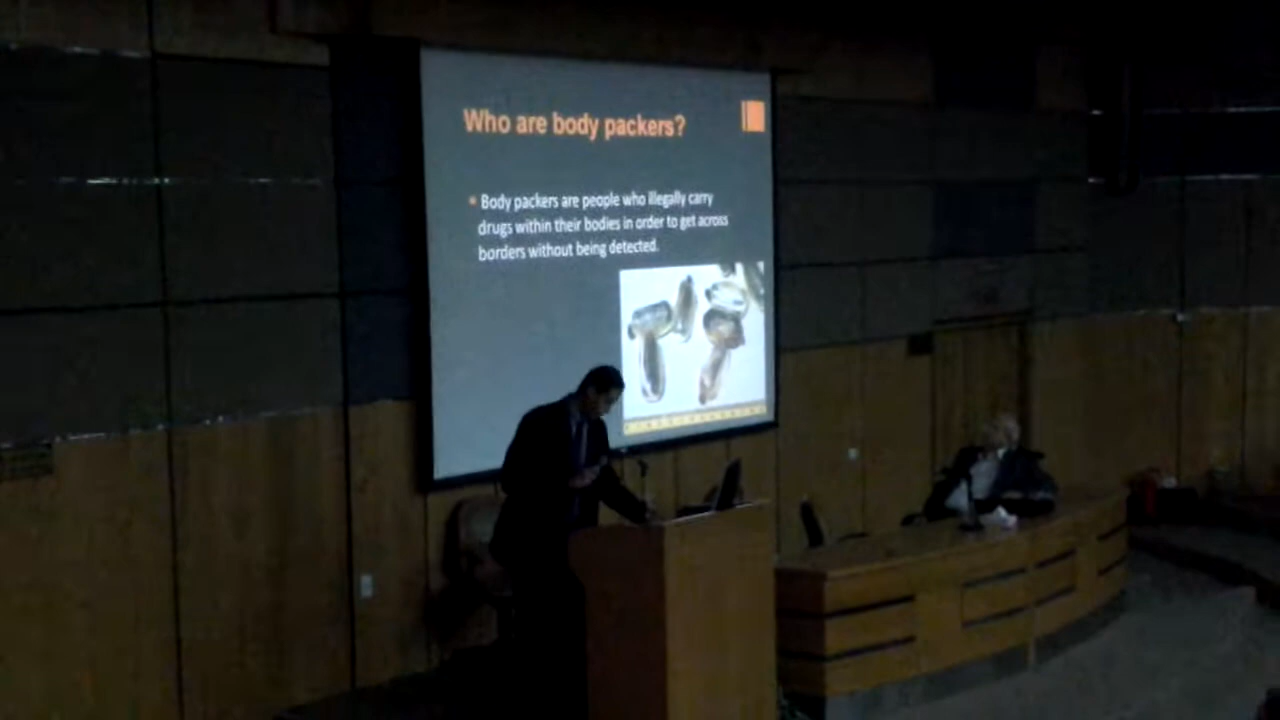 Who are body packers?
Body packers are people who illegally carry
drugs within their bodies in order to get across
borders without being detected.